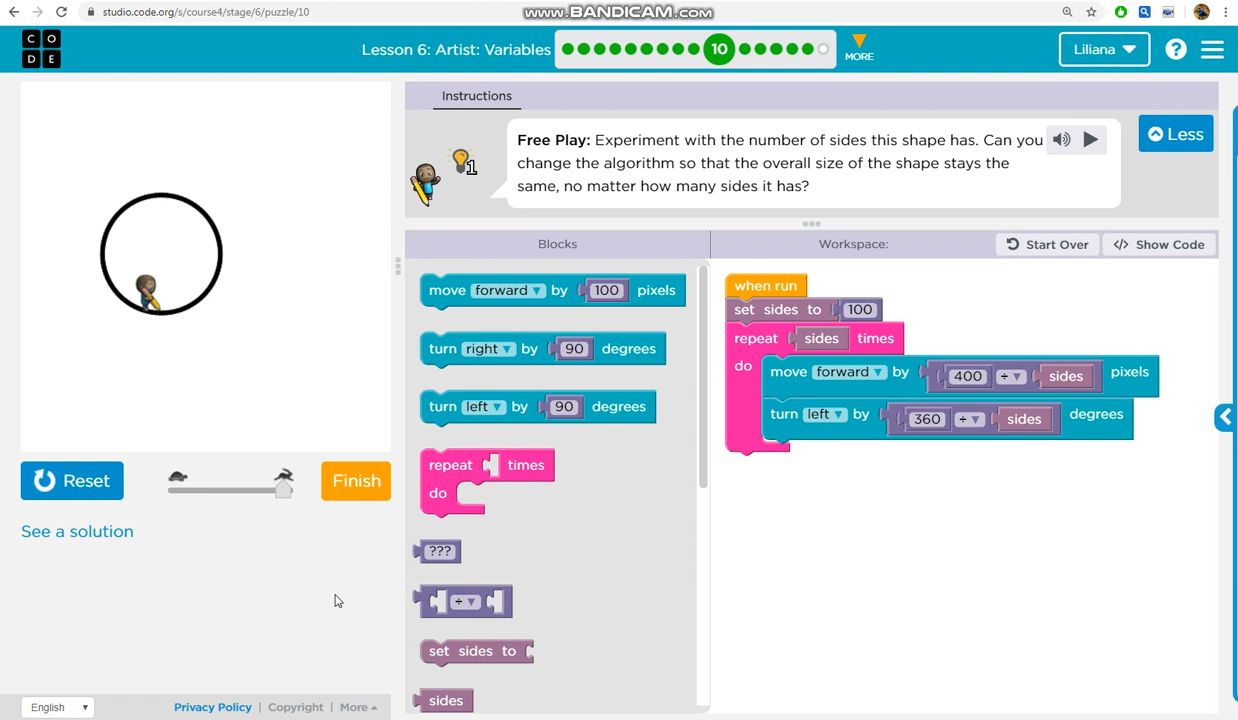 studio.code.org/s/course4/stage/6/puzzle/10
www.BANDICAM.com
C O
D E
Lesson 6: Artist: Variables
10
MORE
Liliana
?
Instructions
1
Free Play: Experiment with the number of sides this shape has. Can you
change the algorithm so that the overall size of the shape stays the
same, no matter how many sides it has?
Less
Blocks
Workspace:
Start Over
</> Show Code
move forward by 100 pixels
turn right by 90 degrees
turn left by 90 degrees
repeat times
do
???
÷
set sides to
sides
when run
set sides to 100
repeat sides times
do
move forward by 400 ÷ sides pixels
turn left by 360 ÷ sides degrees
Reset
Finish
See a solution
English
Privacy Policy | Copyright | More